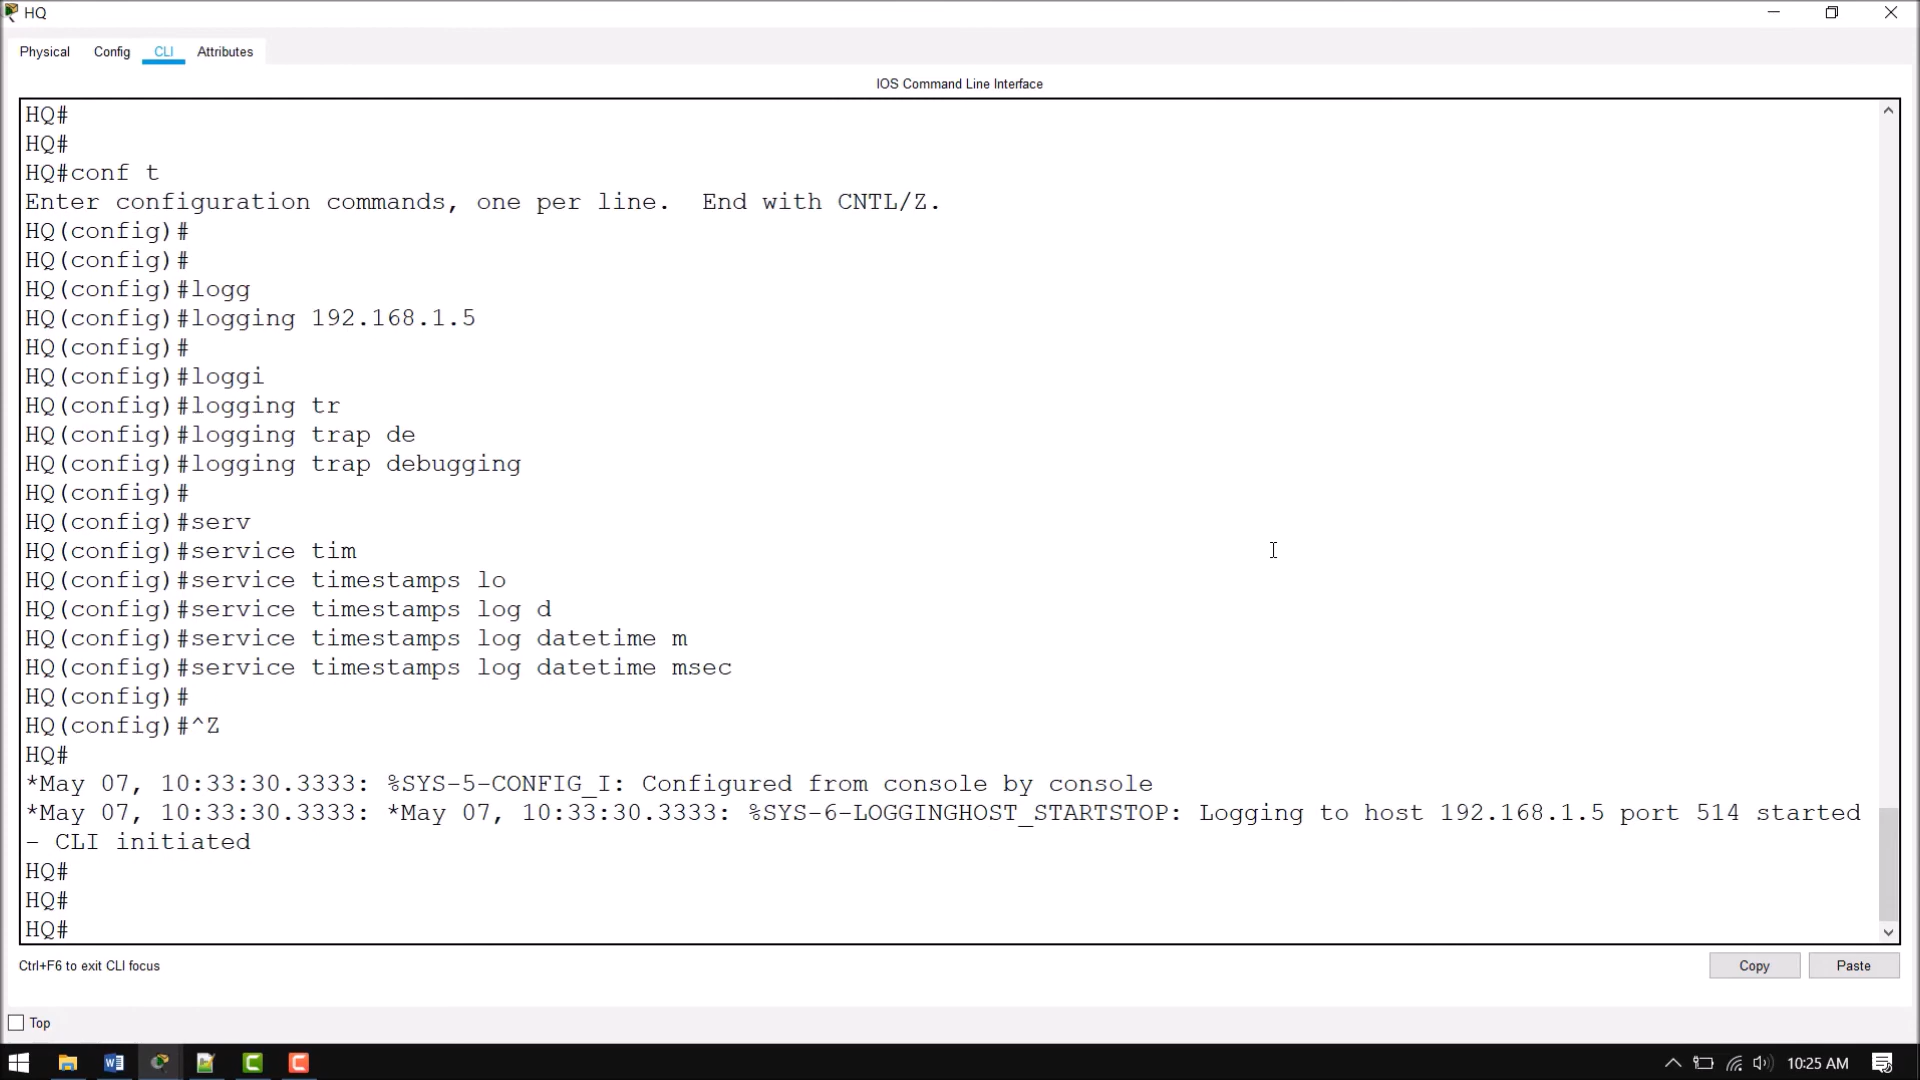 HQ
Physical Config CLI Attributes
IOS Command Line Interface
HQ#
HQ#
HQ#conf t
Enter configuration commands, one per line.  End with CNTL/Z.
HQ(config)#
HQ(config)#
HQ(config)#logg
HQ(config)#logging 192.168.1.5
HQ(config)#
HQ(config)#loggi
HQ(config)#logging tr
HQ(config)#logging trap de
HQ(config)#logging trap debugging
HQ(config)#
HQ(config)#serv
HQ(config)#service tim
HQ(config)#service timestamps lo
HQ(config)#service timestamps log d
HQ(config)#service timestamps log datetime m
HQ(config)#service timestamps log datetime msec
HQ(config)#
HQ(config)#^Z
HQ#
*May 07, 10:33:30.3333: %SYS-5-CONFIG_I: Configured from console by console
*May 07, 10:33:30.3333: *May 07, 10:33:30.3333: %SYS-6-LOGGINGHOST_STARTSTOP: Logging to host 192.168.1.5 port 514 started
- CLI initiated
HQ#
HQ#
HQ#
Ctrl+F6 to exit CLI focus
Copy Paste
Top
10:25 AM